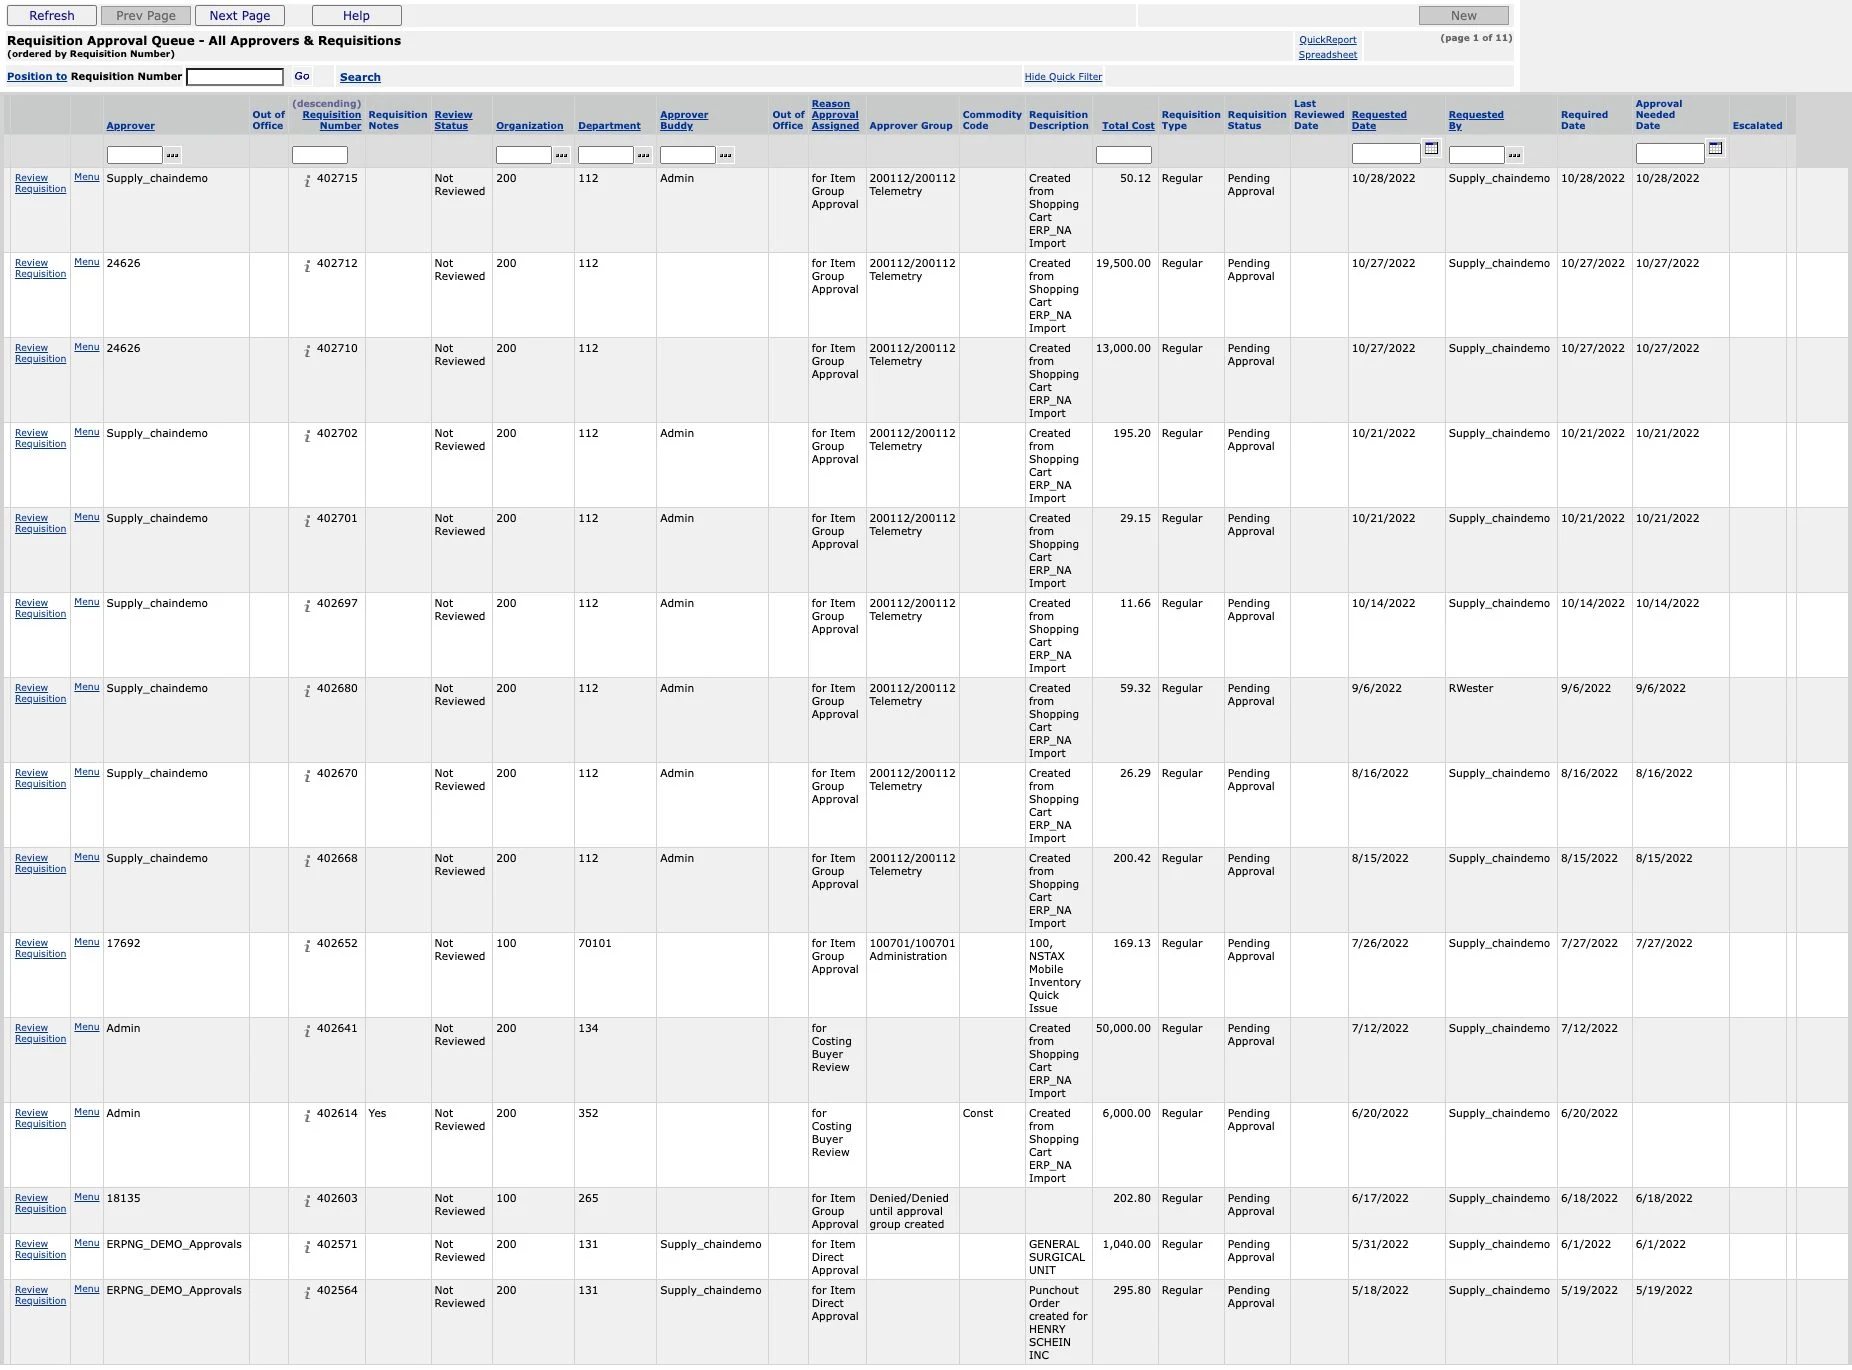 Refresh Prev Page Next Page Help New
Requisition Approval Queue - All Approvers & Requisitions
(ordered by Requisition Number)
QuickReport
Spreadsheet
(page 1 of 11)
Position to Requisition Number Go Search Hide Quick Filter
Approver Out of Office (descending) Requisition Number Requisition Notes Review Status Organization Department Approver Buddy Out of Office Reason Approval Assigned Approver Group Commodity Code Requisition Description Total Cost Requisition Type Requisition Status Last Reviewed Date Requested Date Requested By Required Date Approval Needed Date Escalated
Review Requisition Menu Supply_chaindemo i 402715 Not Reviewed 200 112 Admin for Item Group Approval 200112/200112 Telemetry Created from Shopping Cart ERP_NA Import 50.12 Regular Pending Approval 10/28/2022 Supply_chaindemo 10/28/2022 10/28/2022
Review Requisition Menu 24626 i 402712 Not Reviewed 200 112 for Item Group Approval 200112/200112 Telemetry Created from Shopping Cart ERP_NA Import 19,500.00 Regular Pending Approval 10/27/2022 Supply_chaindemo 10/27/2022 10/27/2022
Review Requisition Menu 24626 i 402710 Not Reviewed 200 112 for Item Group Approval 200112/200112 Telemetry Created from Shopping Cart ERP_NA Import 13,000.00 Regular Pending Approval 10/27/2022 Supply_chaindemo 10/27/2022 10/27/2022
Review Requisition Menu Supply_chaindemo i 402702 Not Reviewed 200 112 Admin for Item Group Approval 200112/200112 Telemetry Created from Shopping Cart ERP_NA Import 195.20 Regular Pending Approval 10/21/2022 Supply_chaindemo 10/21/2022 10/21/2022
Review Requisition Menu Supply_chaindemo i 402701 Not Reviewed 200 112 Admin for Item Group Approval 200112/200112 Telemetry Created from Shopping Cart ERP_NA Import 29.15 Regular Pending Approval 10/21/2022 Supply_chaindemo 10/21/2022 10/21/2022
Review Requisition Menu Supply_chaindemo i 402697 Not Reviewed 200 112 Admin for Item Group Approval 200112/200112 Telemetry Created from Shopping Cart ERP_NA Import 11.66 Regular Pending Approval 10/14/2022 Supply_chaindemo 10/14/2022 10/14/2022
Review Requisition Menu Supply_chaindemo i 402680 Not Reviewed 200 112 Admin for Item Group Approval 200112/200112 Telemetry Created from Shopping Cart ERP_NA Import 59.32 Regular Pending Approval 9/6/2022 RWester 9/6/2022 9/6/2022
Review Requisition Menu Supply_chaindemo i 402670 Not Reviewed 200 112 Admin for Item Group Approval 200112/200112 Telemetry Created from Shopping Cart ERP_NA Import 26.29 Regular Pending Approval 8/16/2022 Supply_chaindemo 8/16/2022 8/16/2022
Review Requisition Menu Supply_chaindemo i 402668 Not Reviewed 200 112 Admin for Item Group Approval 200112/200112 Telemetry Created from Shopping Cart ERP_NA Import 200.42 Regular Pending Approval 8/15/2022 Supply_chaindemo 8/15/2022 8/15/2022
Review Requisition Menu 17692 i 402652 Not Reviewed 100 70101 for Item Group Approval 100701/100701 Administration 100, NSTAX Mobile Inventory Quick Issue 169.13 Regular Pending Approval 7/26/2022 Supply_chaindemo 7/27/2022 7/27/2022
Review Requisition Menu Admin i 402641 Not Reviewed 200 134 for Costing Buyer Review Created from Shopping Cart ERP_NA Import 50,000.00 Regular Pending Approval 7/12/2022 Supply_chaindemo 7/12/2022
Review Requisition Menu Admin i 402614 Yes Not Reviewed 200 352 for Costing Buyer Review Const Created from Shopping Cart ERP_NA Import 6,000.00 Regular Pending Approval 6/20/2022 Supply_chaindemo 6/20/2022
Review Requisition Menu 18135 i 402603 Not Reviewed 100 265 for Item Group Approval Denied/Denied until approval group created 202.80 Regular Pending Approval 6/17/2022 Supply_chaindemo 6/18/2022 6/18/2022
Review Requisition Menu ERPNG_DEMO_Approvals i 402571 Not Reviewed 200 131 Supply_chaindemo for Item Direct Approval GENERAL SURGICAL UNIT 1,040.00 Regular Pending Approval 5/31/2022 Supply_chaindemo 6/1/2022 6/1/2022
Review Requisition Menu ERPNG_DEMO_Approvals i 402564 Not Reviewed 200 131 Supply_chaindemo for Item Direct Approval Punchout Order created for HENRY SCHEIN INC 295.80 Regular Pending Approval 5/18/2022 Supply_chaindemo 5/19/2022 5/19/2022